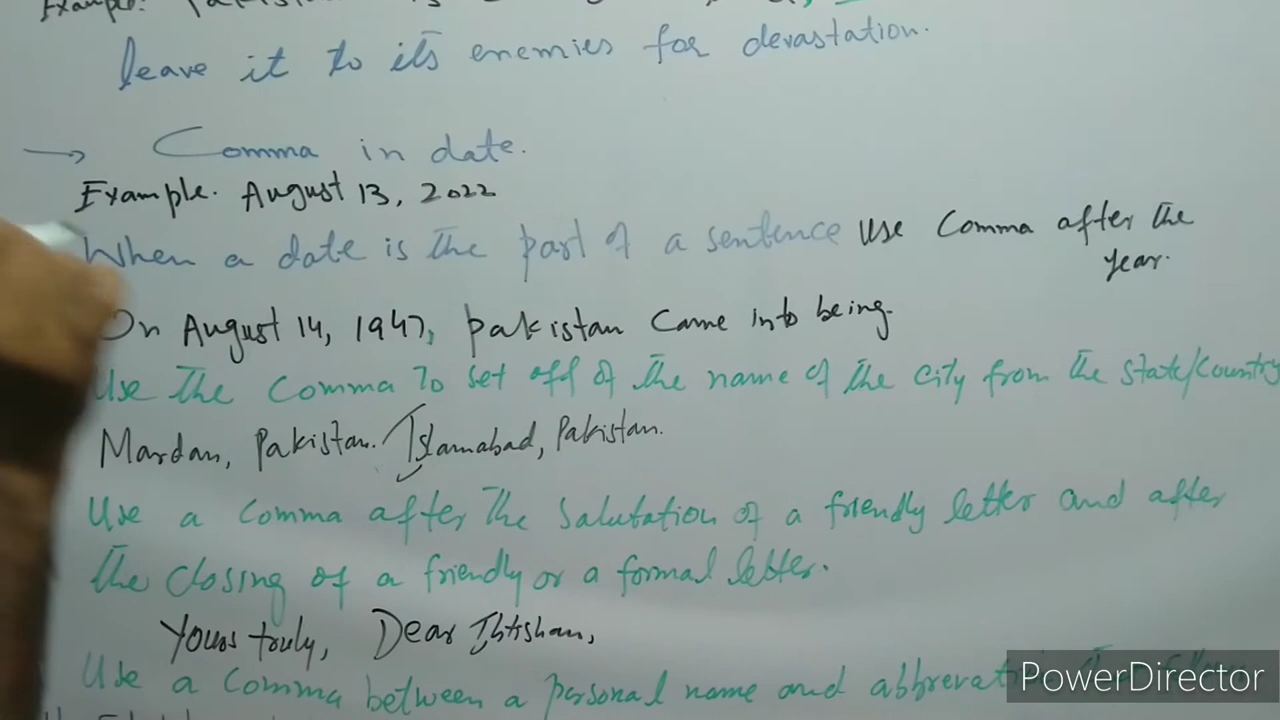 Example.
leave it to its enemies for devastation.
→ Comma in date.
Example. August 13, 2022
When a date is the part of a sentence use Comma after the
year.
On August 14, 1947, pakistan Came into being.
Use The Comma To set off of the name of the city from the state/Country
Mardan, Pakistan. Islamabad, Pakistan.
Use a Comma after The Salutation of a friendly letter and after
the closing of a friendly or a formal letter.
Yours truly, Dear Ihtisham,
Use a Comma between a personal name and
PowerDirector